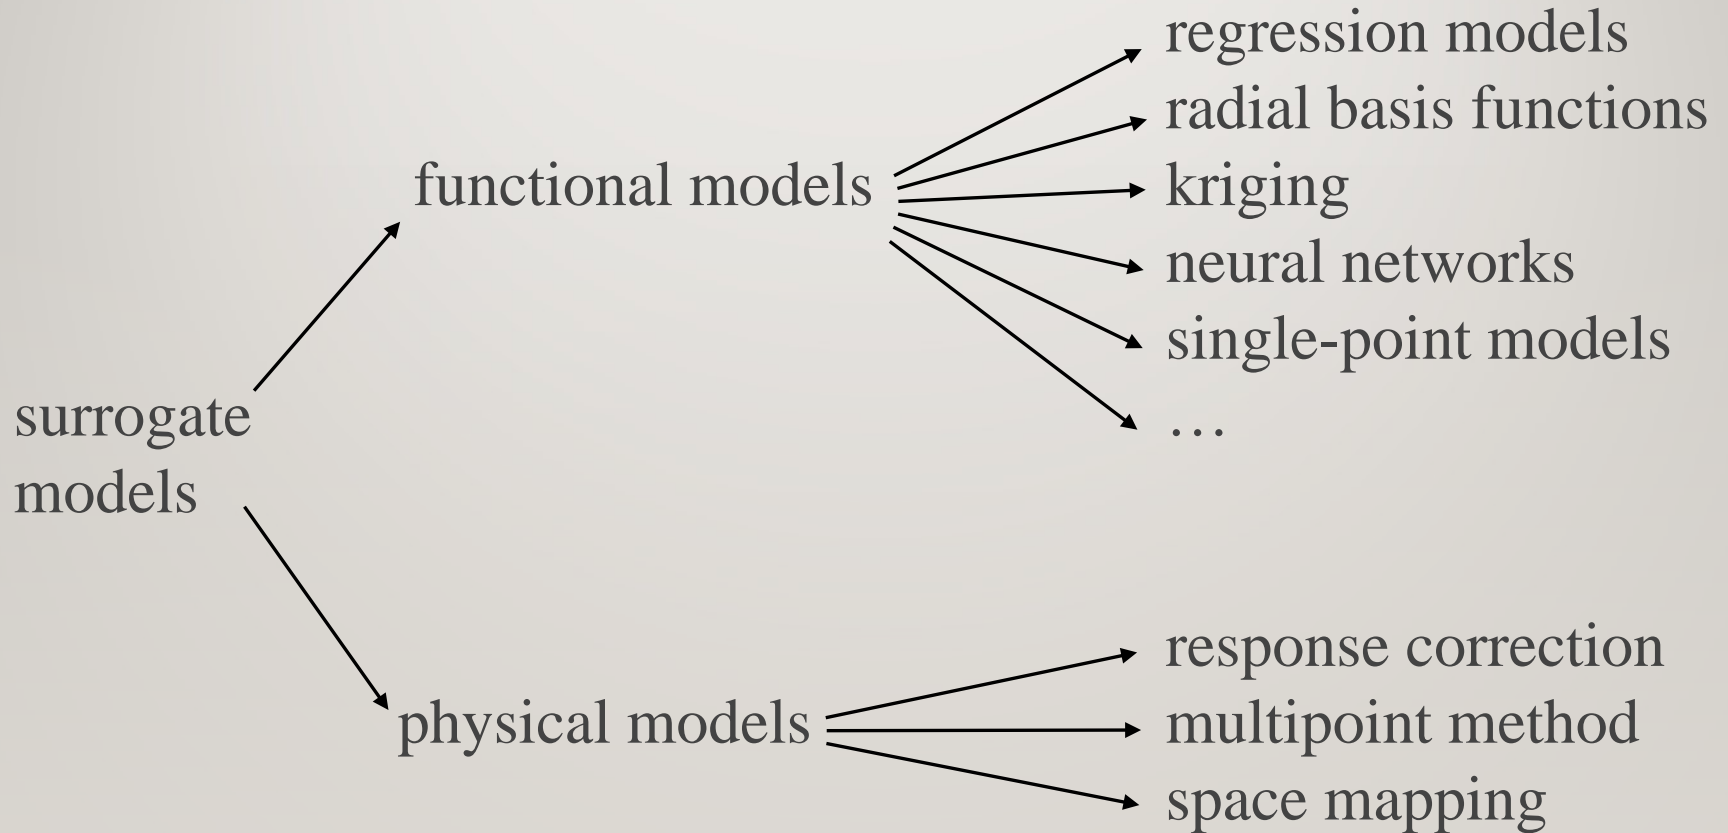 regression models
radial basis functions
functional models
kriging
neural networks
single-point models
…
surrogate
models
response correction
physical models
multipoint method
space mapping